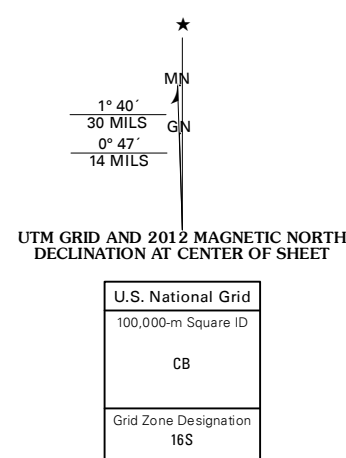 MN
1° 40´
30 MILS
GN
0° 47´
14 MILS
UTM GRID AND 2012 MAGNETIC NORTH
DECLINATION AT CENTER OF SHEET
U.S. National Grid
100,000-m Square ID
CB
Grid Zone Designation
16S